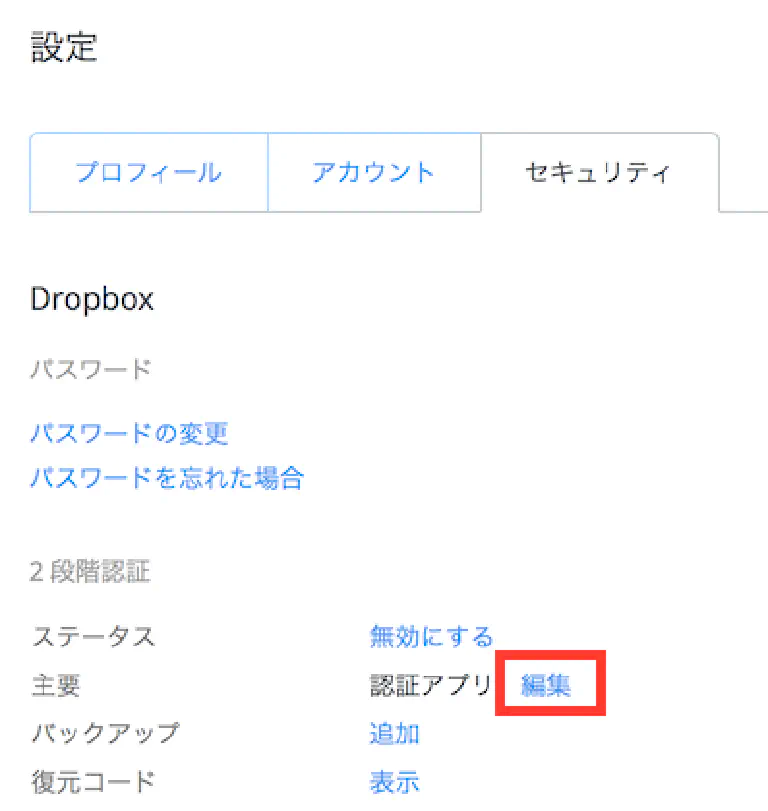 設定
プロフィール アカウント セキュリティ
Dropbox
パスワード
パスワードの変更
パスワードを忘れた場合
2 段階認証
ステータス 無効にする
主要 認証アプリ 編集
バックアップ 追加
復元コード 表示